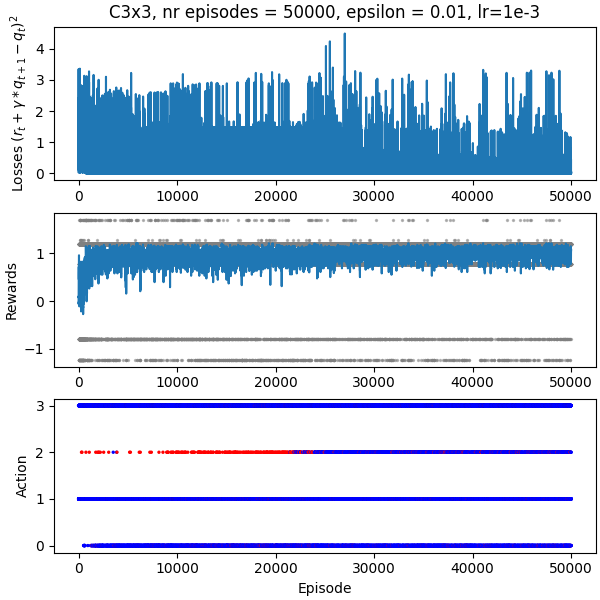 C3x3, nr episodes = 50000, epsilon = 0.01, lr=1e-3
Losses $(r_t + \gamma * q_{t+1} - q_t)^2$
4
3
2
1
0
0 10000 20000 30000 40000 50000
Rewards
1
0
−1
0 10000 20000 30000 40000 50000
Action
3
2
1
0
0 10000 20000 30000 40000 50000
Episode